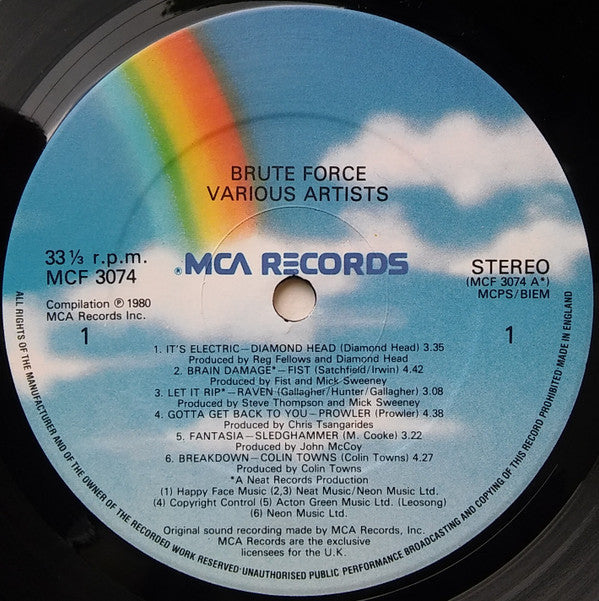 BRUTE FORCE
VARIOUS ARTISTS
33 ⅓ r.p.m.
MCF 3074
®MCA RECORDS
STEREO
(MCF 3074 A*)
MCPS/BIEM
Compilation ℗ 1980
MCA Records Inc.
1
1
1. IT'S ELECTRIC—DIAMOND HEAD (Diamond Head) 3.35
Produced by Reg Fellows and Diamond Head
2. BRAIN DAMAGE*—FIST (Satchfield/Irwin) 4.42
Produced by Fist and Mick Sweeney
3. LET IT RIP*—RAVEN (Gallagher/Hunter/Gallagher) 3.08
Produced by Steve Thompson and Mick Sweeney
4. GOTTA GET BACK TO YOU—PROWLER (Prowler) 4.38
Produced by Chris Tsangarides
5. FANTASIA—SLEDGHAMMER (M. Cooke) 3.22
Produced by John McCoy
6. BREAKDOWN—COLIN TOWNS (Colin Towns) 4.27
Produced by Colin Towns
*A Neat Records Production
(1) Happy Face Music (2,3) Neat Music/Neon Music Ltd.
(4) Copyright Control (5) Acton Green Music Ltd. (Leosong)
(6) Neon Music Ltd.
Original sound recording made by MCA Records, Inc.
MCA Records are the exclusive
licensees for the U.K.
ALL RIGHTS OF THE MANUFACTURER AND OF THE OWNER OF THE RECORDED WORK RESERVED·UNAUTHORISED PUBLIC PERFORMANCE BROADCASTING AND COPYING OF THIS RECORD PROHIBITED MADE IN ENGLAND